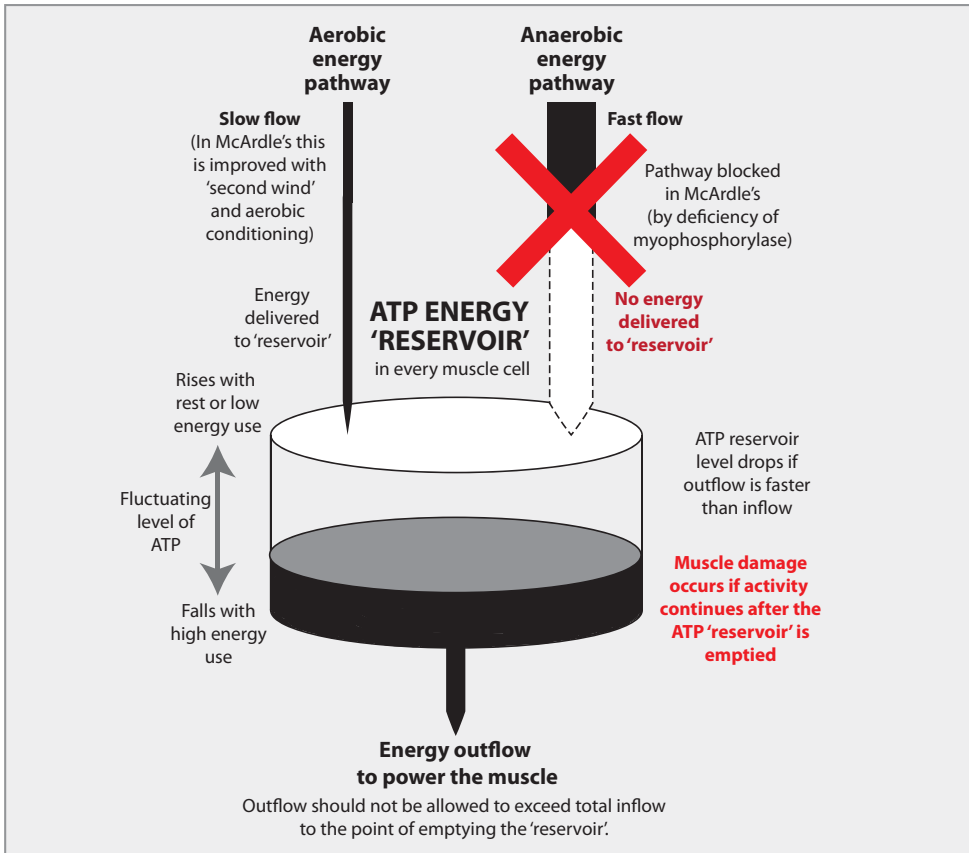 Aerobic
energy
pathway
Anaerobic
energy
pathway
Slow flow
(In McArdle's this
is improved with
'second wind'
and aerobic
conditioning)
Fast flow
Pathway blocked
in McArdle's
(by deficiency of
myophosphorylase)
Energy
delivered
to 'reservoir'
ATP ENERGY
'RESERVOIR'
in every muscle cell
No energy
delivered
to 'reservoir'
Rises with
rest or low
energy use
Fluctuating
level of
ATP
Falls with
high energy
use
ATP reservoir
level drops if
outflow is faster
than inflow
Muscle damage
occurs if activity
continues after the
ATP 'reservoir' is
emptied
Energy outflow
to power the muscle
Outflow should not be allowed to exceed total inflow
to the point of emptying the 'reservoir'.